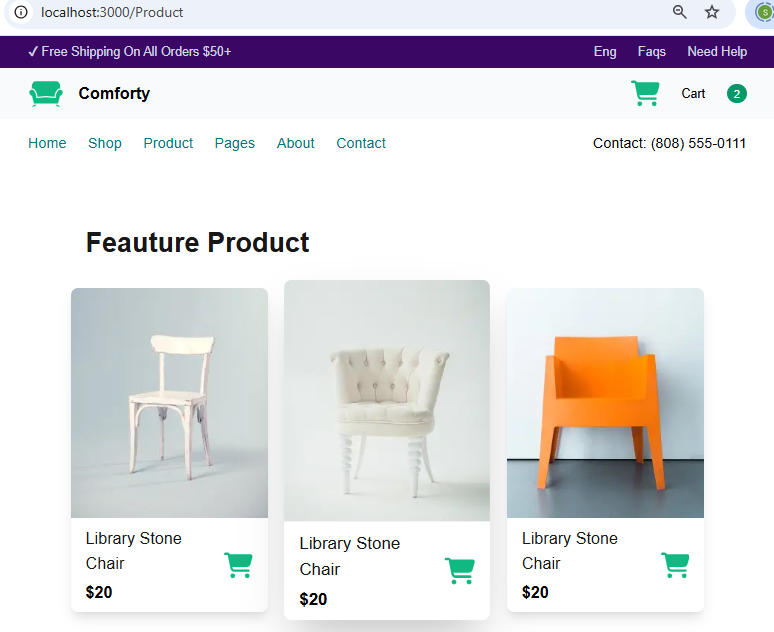 localhost:3000/Product
S
✓ Free Shipping On All Orders $50+ Eng Faqs Need Help
Comforty Cart 2
Home Shop Product Pages About Contact Contact: (808) 555-0111
Feauture Product
Library Stone
Chair
$20
Library Stone
Chair
$20
Library Stone
Chair
$20